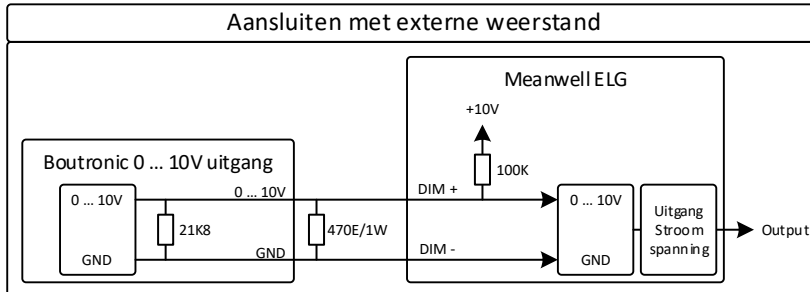 Aansluiten met externe weerstand
Meanwell ELG
+10V
100K
Boutronic 0 ... 10V uitgang
0 ... 10V
21K8
GND
0 ... 10V
GND
470E/1W
DIM +
DIM -
0 ... 10V
GND
Uitgang
Stroom
spanning
Output